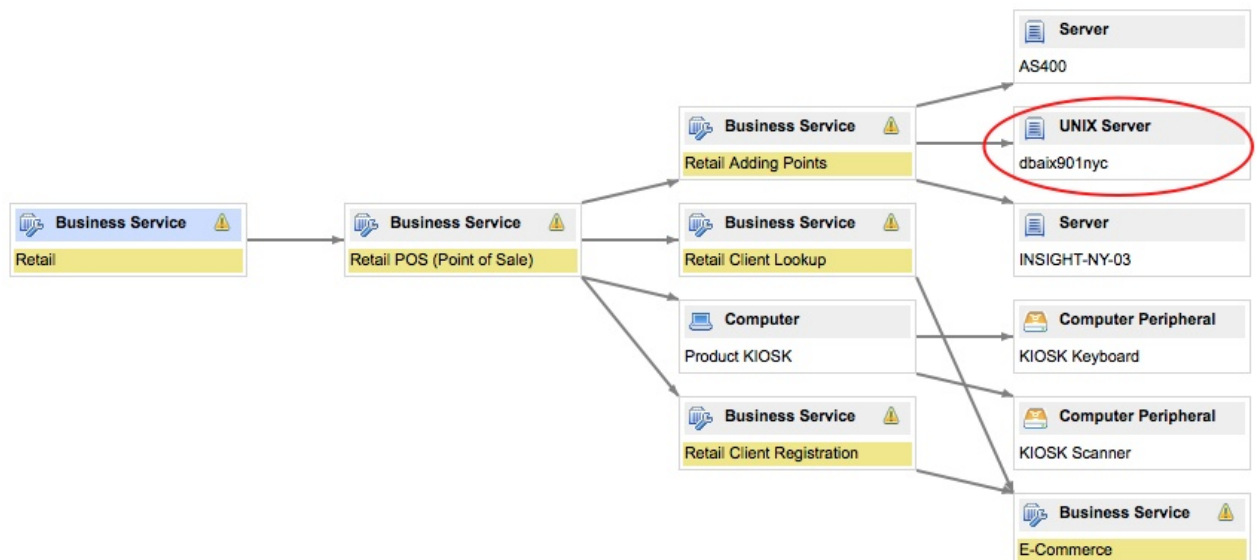 Business Service
Retail
Business Service
Retail POS (Point of Sale)
Business Service
Retail Adding Points
Business Service
Retail Client Lookup
Computer
Product KIOSK
Business Service
Retail Client Registration
Server
AS400
UNIX Server
dbaix901nyc
Server
INSIGHT-NY-03
Computer Peripheral
KIOSK Keyboard
Computer Peripheral
KIOSK Scanner
Business Service
E-Commerce